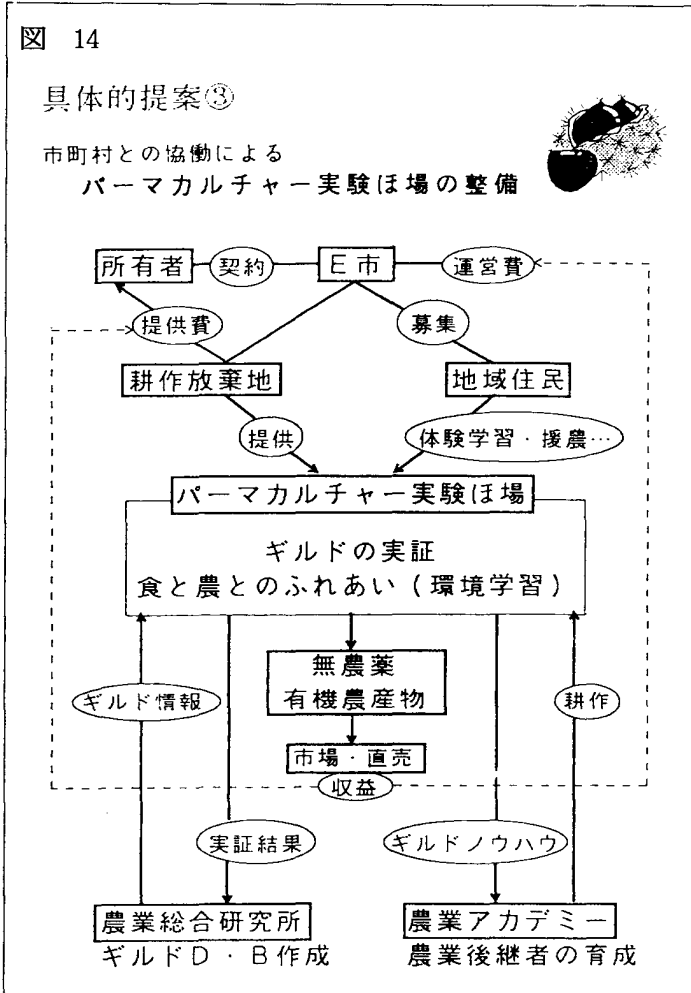 図 14
具体的提案③
市町村との協働による
パーマカルチャー実験ほ場の整備
所有者
契約
E市
運営費
提供費
募集
耕作放棄地
地域住民
提供
体験学習・援農…
パーマカルチャー実験ほ場
ギルドの実証
食と農とのふれあい(環境学習)
無農薬
有機農産物
ギルド情報
耕作
市場・直売
収益
実証結果
ギルドノウハウ
農業総合研究所
農業アカデミー
ギルドD・B作成
農業後継者の育成